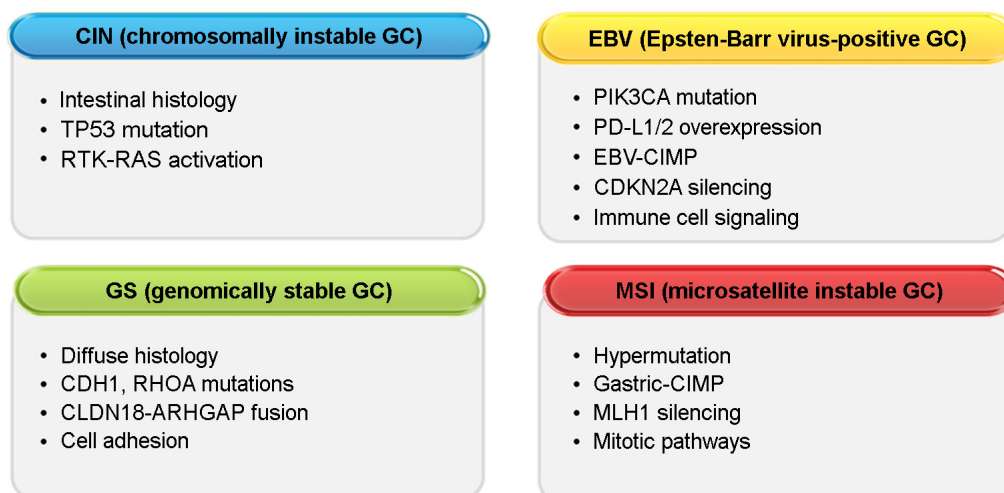 CIN (chromosomally instable GC)
• Intestinal histology
• TP53 mutation
• RTK-RAS activation
EBV (Epsten-Barr virus-positive GC)
• PIK3CA mutation
• PD-L1/2 overexpression
• EBV-CIMP
• CDKN2A silencing
• Immune cell signaling
GS (genomically stable GC)
• Diffuse histology
• CDH1, RHOA mutations
• CLDN18-ARHGAP fusion
• Cell adhesion
MSI (microsatellite instable GC)
• Hypermutation
• Gastric-CIMP
• MLH1 silencing
• Mitotic pathways